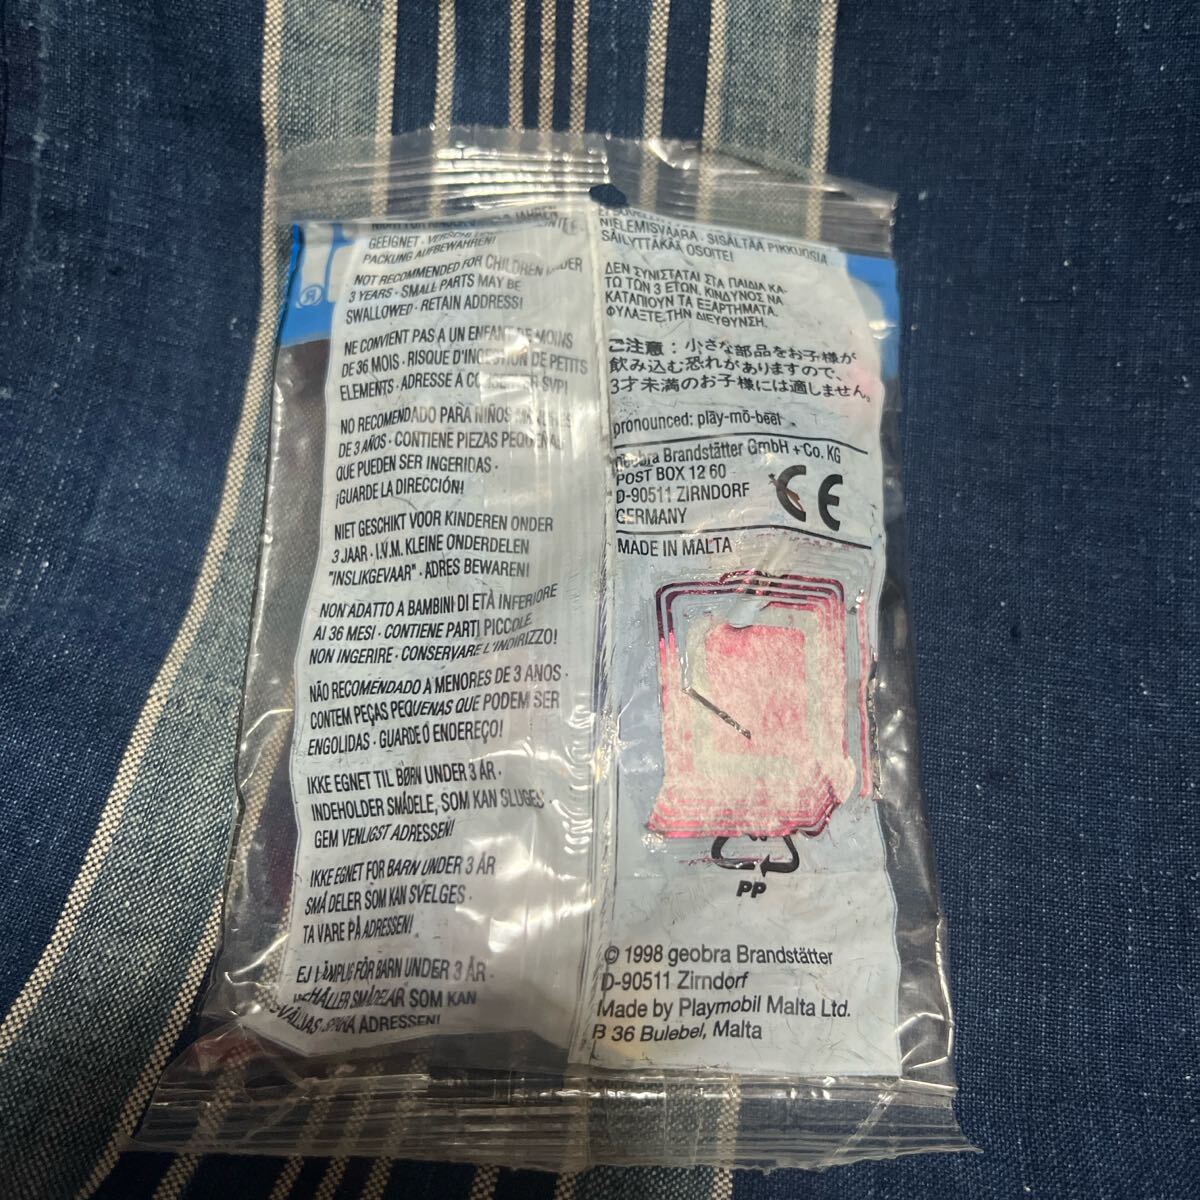 GEEIGNET ·
PACKUNG AUFBEWAHREN!
NOT RECOMMENDED FOR CHILDREN UNDER
3 YEARS · SMALL PARTS MAY BE
SWALLOWED · RETAIN ADDRESS!
NE CONVIENT PAS A UN ENFANT DE MOINS
DE 36 MOIS · RISQUE D'INGESTION DE PETITS
ELEMENTS · ADRESSE A CONSERVER SVP!
NO RECOMENDADO PARA NIÑOS MENORES
DE 3 AÑOS · CONTIENE PIEZAS PEQUEÑAS
QUE PUEDEN SER INGERIDAS ·
¡GUARDE LA DIRECCIÓN!
NIET GESCHIKT VOOR KINDEREN ONDER
3 JAAR · I.V.M. KLEINE ONDERDELEN
"INSLIKGEVAAR" · ADRES BEWAREN!
NON ADATTO A BAMBINI DI ETÀ INFERIORE
AI 36 MESI · CONTIENE PARTI PICCOLE
NON INGERIRE · CONSERVARE L'INDIRIZZO!
NÃO RECOMENDADO A MENORES DE 3 ANOS ·
CONTEM PEÇAS PEQUENAS QUE PODEM SER
ENGOLIDAS · GUARDE O ENDEREÇO!
IKKE EGNET TIL BØRN UNDER 3 ÅR ·
INDEHOLDER SMÅDELE, SOM KAN SLUGES ·
GEM VENLIGST ADRESSEN!
IKKE EGNET FOR BARN UNDER 3 ÅR
SMÅ DELER SOM KAN SVELGES ·
TA VARE PÅ ADRESSEN!
EJ LÄMPLIG FÖR BARN UNDER 3 ÅR ·
SMÅDELAR SOM KAN
ADRESSEN!
NIELEMISVAARA · SISÄLTÄÄ PIKKUOSIA
SÄILYTTÄKÄÄ OSOITE!
ΔΕΝ ΣΥΝΙΣΤΑΤΑΙ ΣΤΑ ΠΑΙΔΙΑ ΚΑ-
ΤΩ ΤΩΝ 3 ΕΤΩΝ. ΚΙΝΔΥΝΟΣ ΝΑ
ΚΑΤΑΠΙΟΥΝ ΤΑ ΕΞΑΡΤΗΜΑΤΑ.
ΦΥΛΑΞΤΕ ΤΗΝ ΔΙΕΥΘΥΝΣΗ.
ご注意：小さな部品をお子様が
飲み込む恐れがありますので、
3才未満のお子様には適しません。
pronounced: play-mō-beel
geobra Brandstätter GmbH + Co. KG
POST BOX 12 60
D-90511 ZIRNDORF
GERMANY
CE
MADE IN MALTA
PP
© 1998 geobra Brandstätter
D-90511 Zirndorf
Made by Playmobil Malta Ltd.
B 36 Bulebel, Malta
®